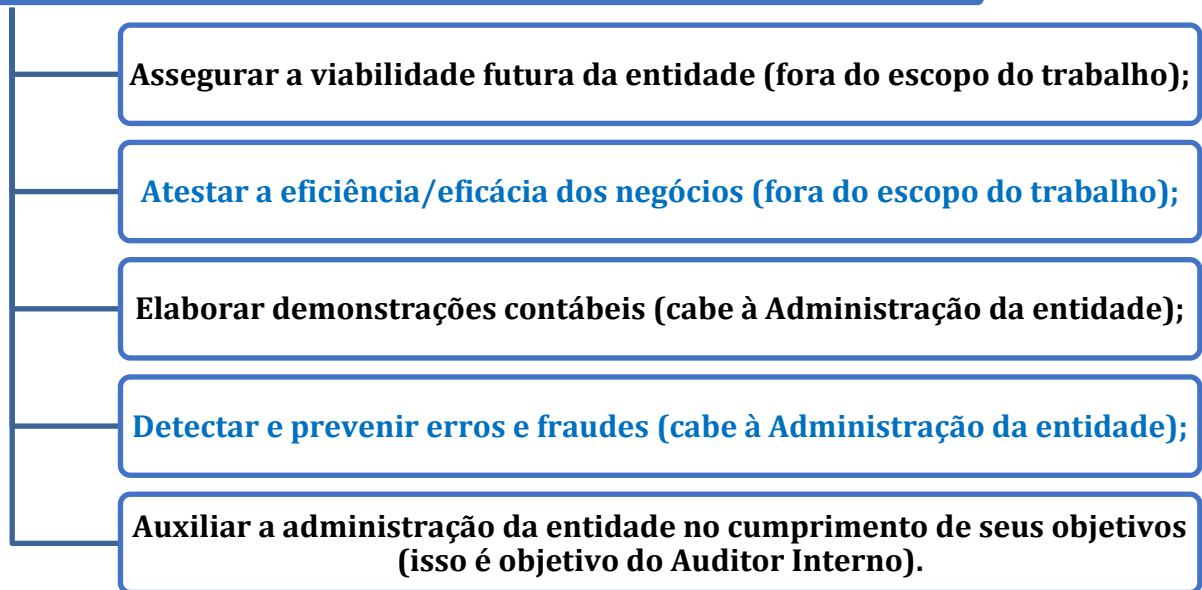 Assegurar a viabilidade futura da entidade (fora do escopo do trabalho);
Atestar a eficiência/eficácia dos negócios (fora do escopo do trabalho);
Elaborar demonstrações contábeis (cabe à Administração da entidade);
Detectar e prevenir erros e fraudes (cabe à Administração da entidade);
Auxiliar a administração da entidade no cumprimento de seus objetivos
(isso é objetivo do Auditor Interno).